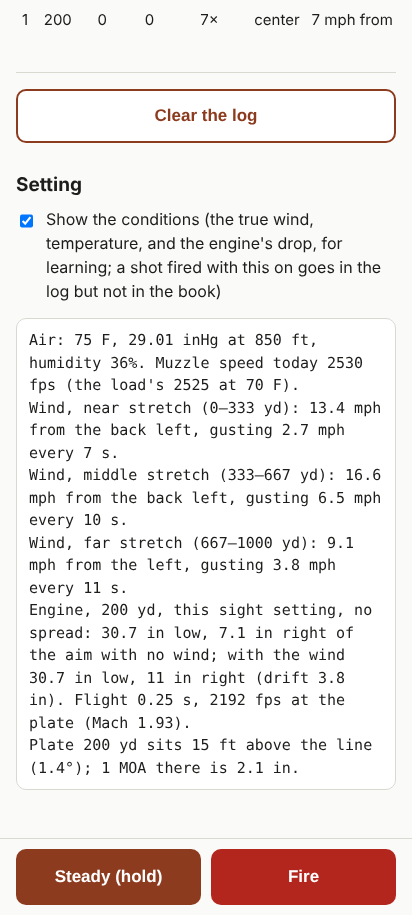 1 200 0 0 7× center 7 mph from
Clear the log
Setting
Show the conditions (the true wind,
temperature, and the engine's drop, for
learning; a shot fired with this on goes in the
log but not in the book)
Air: 75 F, 29.01 inHg at 850 ft,
humidity 36%. Muzzle speed today 2530
fps (the load's 2525 at 70 F).
Wind, near stretch (0–333 yd): 13.4 mph
from the back left, gusting 2.7 mph
every 7 s.
Wind, middle stretch (333–667 yd): 16.6
mph from the back left, gusting 6.5 mph
every 10 s.
Wind, far stretch (667–1000 yd): 9.1
mph from the left, gusting 3.8 mph
every 11 s.
Engine, 200 yd, this sight setting, no
spread: 30.7 in low, 7.1 in right of
the aim with no wind; with the wind
30.7 in low, 11 in right (drift 3.8
in). Flight 0.25 s, 2192 fps at the
plate (Mach 1.93).
Plate 200 yd sits 15 ft above the line
(1.4°); 1 MOA there is 2.1 in.
Steady (hold)
Fire